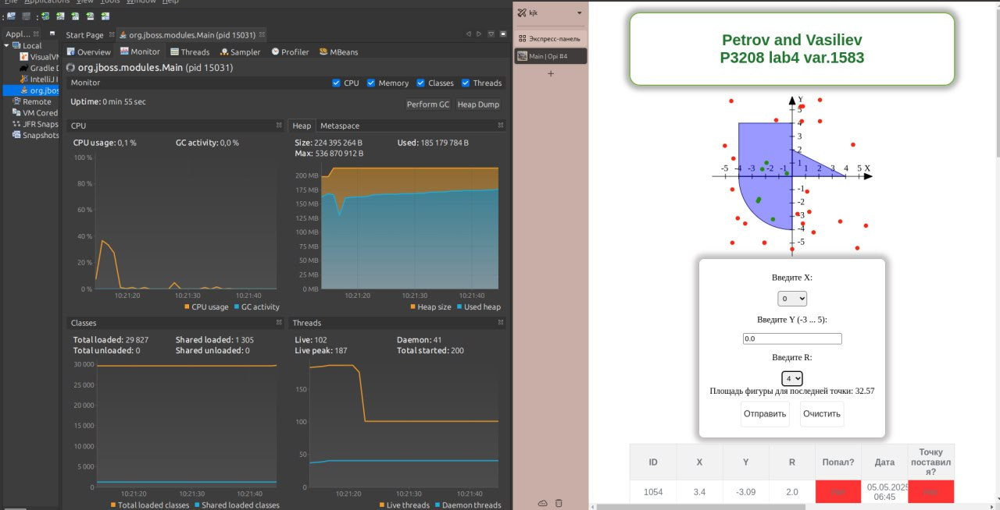 File Applications View Tools Window Help
Appl...
Start Page
org.jboss.modules.Main (pid 15031)
Local
VisualVM
Gradle D
IntelliJ I
org.jbos
Remote
VM Cored
JFR Snaps
Snapshots
Overview Monitor Threads Sampler Profiler MBeans
org.jboss.modules.Main (pid 15031)
Monitor
CPU Memory Classes Threads
Uptime: 0 min 55 sec
Perform GC Heap Dump
CPU
CPU usage: 0,1 % GC activity: 0,0 %
100 %
80 %
60 %
40 %
20 %
0 %
10:21:20 10:21:30 10:21:40
CPU usage GC activity
Heap Metaspace
Size: 224 395 264 B Used: 185 179 784 B
Max: 536 870 912 B
200 MB
175 MB
150 MB
125 MB
100 MB
75 MB
50 MB
25 MB
0 MB
10:21:20 10:21:30 10:21:40
Heap size Used heap
Classes
Total loaded: 29 827 Shared loaded: 1 305
Total unloaded: 0 Shared unloaded: 0
30 000
25 000
20 000
15 000
10 000
5 000
0
10:21:20 10:21:30 10:21:40
Total loaded classes Shared loaded classes
Threads
Live: 102 Daemon: 41
Live peak: 187 Total started: 200
150
100
50
0
10:21:20 10:21:30 10:21:40
Live threads Daemon threads
kjk
Экспресс-панель
Main | Opi #4
Petrov and Vasiliev
P3208 lab4 var.1583
Y
5
4
3
2
1
-5 -4 -3 -2 -1 1 2 3 4 5 X
-1
-2
-3
-4
-5
Введите X:
0
Введите Y (-3 ... 5):
0.0
Введите R:
4
Площадь фигуры для последней точки: 32.57
Отправить Очистить
ID X Y R Попал? Дата Точку поставил я?
1054 3.4 -3.09 2.0 05.05.2025
06:45